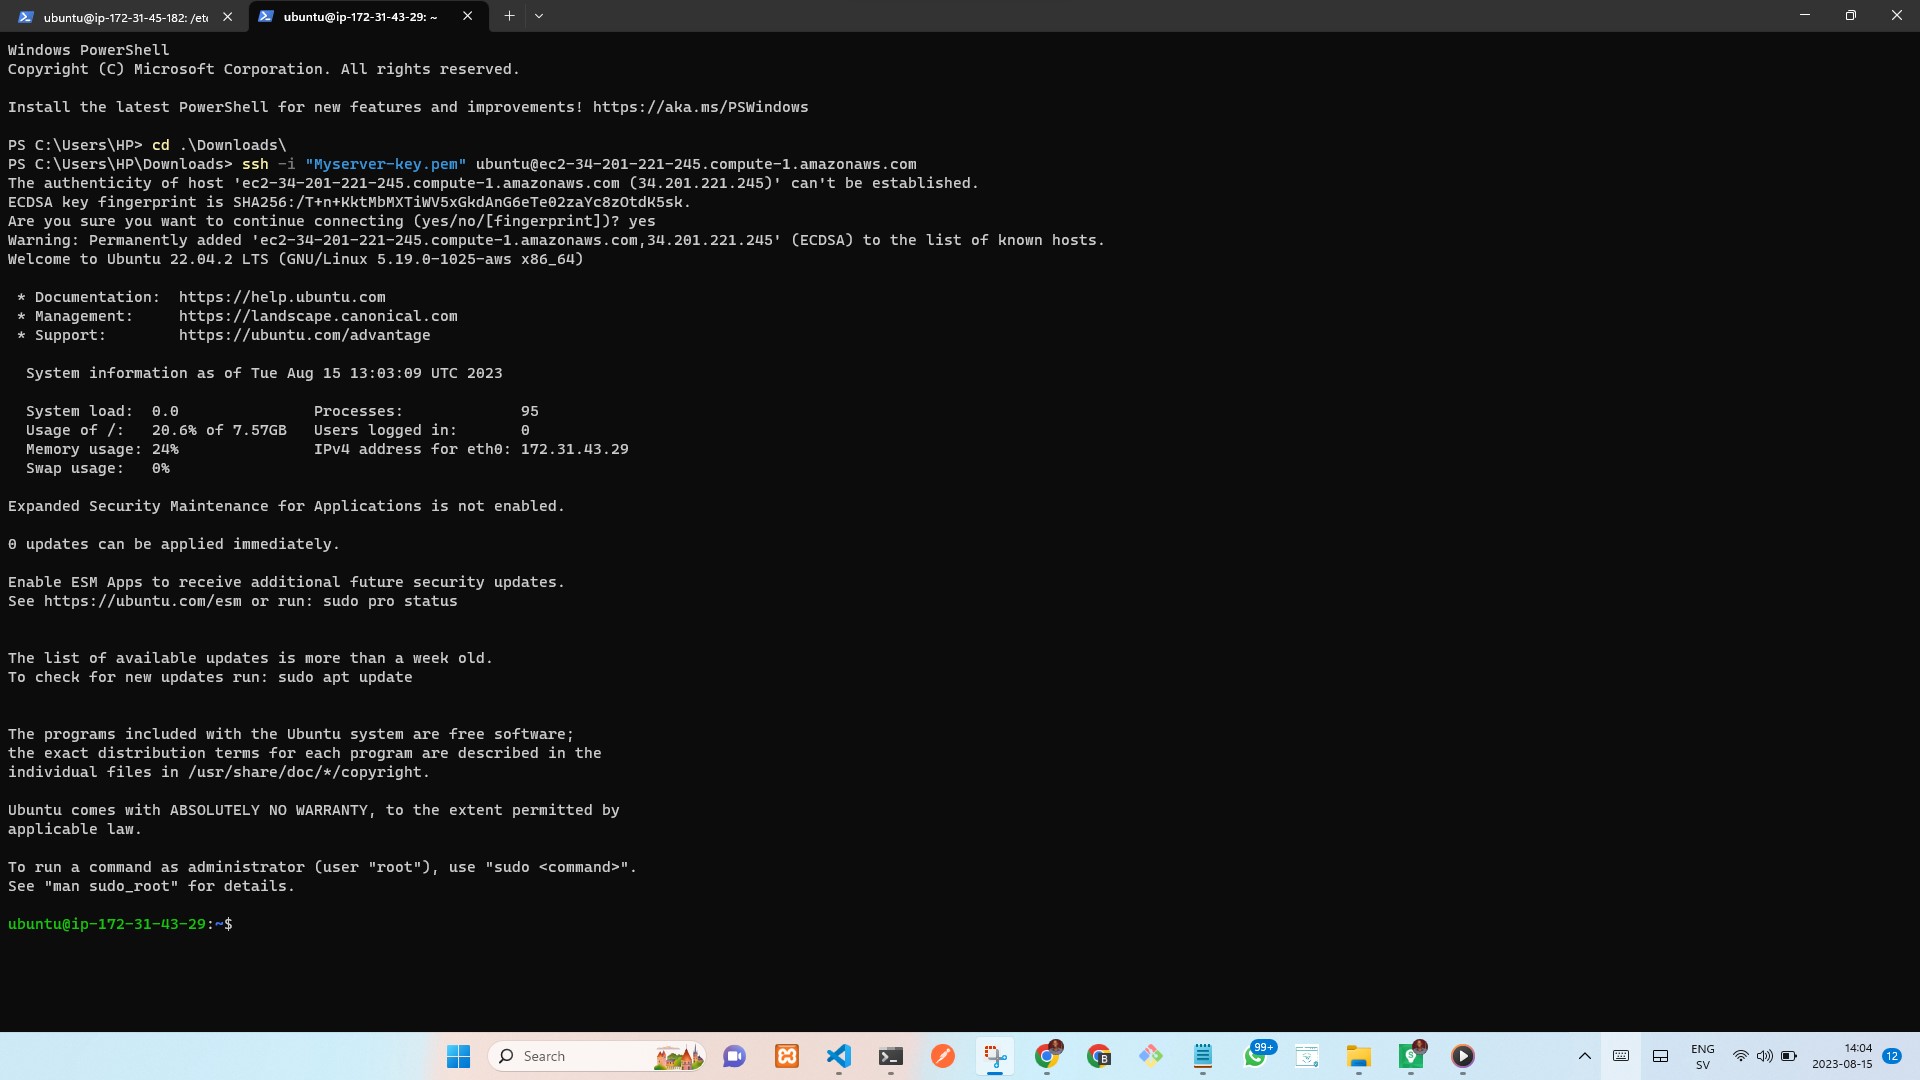 ubuntu@ip-172-31-45-182: /etc
ubuntu@ip-172-31-43-29: ~
Windows PowerShell
Copyright (C) Microsoft Corporation. All rights reserved.
Install the latest PowerShell for new features and improvements! https://aka.ms/PSWindows
PS C:\Users\HP> cd .\Downloads\
PS C:\Users\HP\Downloads> ssh -i "Myserver-key.pem" ubuntu@ec2-34-201-221-245.compute-1.amazonaws.com
The authenticity of host 'ec2-34-201-221-245.compute-1.amazonaws.com (34.201.221.245)' can't be established.
ECDSA key fingerprint is SHA256:/T+n+KktMbMXTiWV5xGkdAnG6eTe02zaYc8zOtdK5sk.
Are you sure you want to continue connecting (yes/no/[fingerprint])? yes
Warning: Permanently added 'ec2-34-201-221-245.compute-1.amazonaws.com,34.201.221.245' (ECDSA) to the list of known hosts.
Welcome to Ubuntu 22.04.2 LTS (GNU/Linux 5.19.0-1025-aws x86_64)
* Documentation:  https://help.ubuntu.com
* Management:     https://landscape.canonical.com
* Support:        https://ubuntu.com/advantage
System information as of Tue Aug 15 13:03:09 UTC 2023
System load:  0.0               Processes:             95
Usage of /:   20.6% of 7.57GB   Users logged in:       0
Memory usage: 24%               IPv4 address for eth0: 172.31.43.29
Swap usage:   0%
Expanded Security Maintenance for Applications is not enabled.
0 updates can be applied immediately.
Enable ESM Apps to receive additional future security updates.
See https://ubuntu.com/esm or run: sudo pro status
The list of available updates is more than a week old.
To check for new updates run: sudo apt update
The programs included with the Ubuntu system are free software;
the exact distribution terms for each program are described in the
individual files in /usr/share/doc/*/copyright.
Ubuntu comes with ABSOLUTELY NO WARRANTY, to the extent permitted by
applicable law.
To run a command as administrator (user "root"), use "sudo <command>".
See "man sudo_root" for details.
ubuntu@ip-172-31-43-29:~$
Search
99+
ENG
SV
14:04
2023-08-15
12